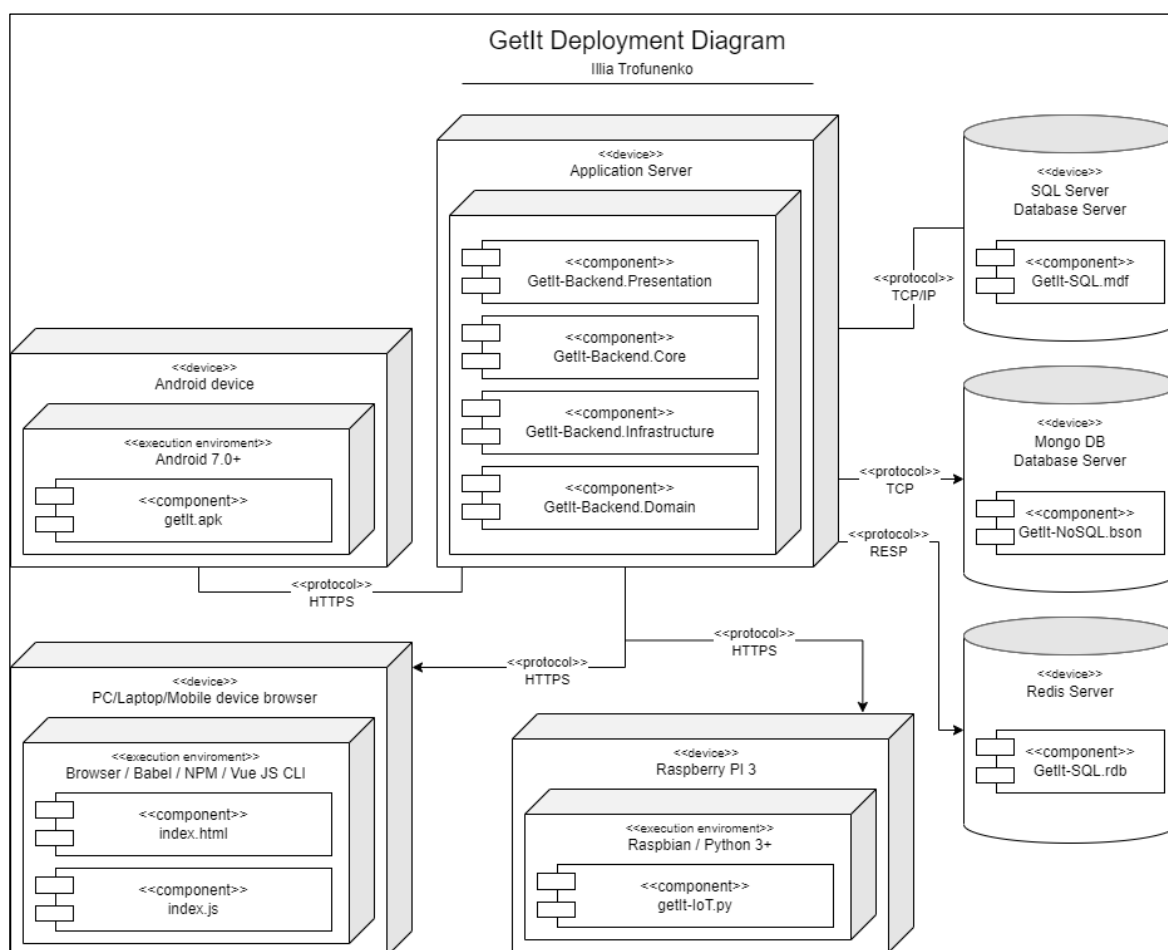 GetIt Deployment Diagram
Illia Trofunenko
<<device>>
Application Server
<<component>>
GetIt-Backend.Presentation
<<component>>
GetIt-Backend.Core
<<component>>
GetIt-Backend.Infrastructure
<<component>>
GetIt-Backend.Domain
<<device>>
SQL Server
Database Server
<<component>>
GetIt-SQL.mdf
<<protocol>>
TCP/IP
<<device>>
Android device
<<execution enviroment>>
Android 7.0+
<<component>>
getIt.apk
<<device>>
Mongo DB
Database Server
<<component>>
GetIt-NoSQL.bson
<<protocol>>
TCP
<<protocol>>
RESP
<<protocol>>
HTTPS
<<protocol>>
HTTPS
<<protocol>>
HTTPS
<<device>>
Redis Server
<<component>>
GetIt-SQL.rdb
<<device>>
PC/Laptop/Mobile device browser
<<execution enviroment>>
Browser / Babel / NPM / Vue JS CLI
<<component>>
index.html
<<component>>
index.js
<<device>>
Raspberry PI 3
<<execution enviroment>>
Raspbian / Python 3+
<<component>>
getIt-IoT.py